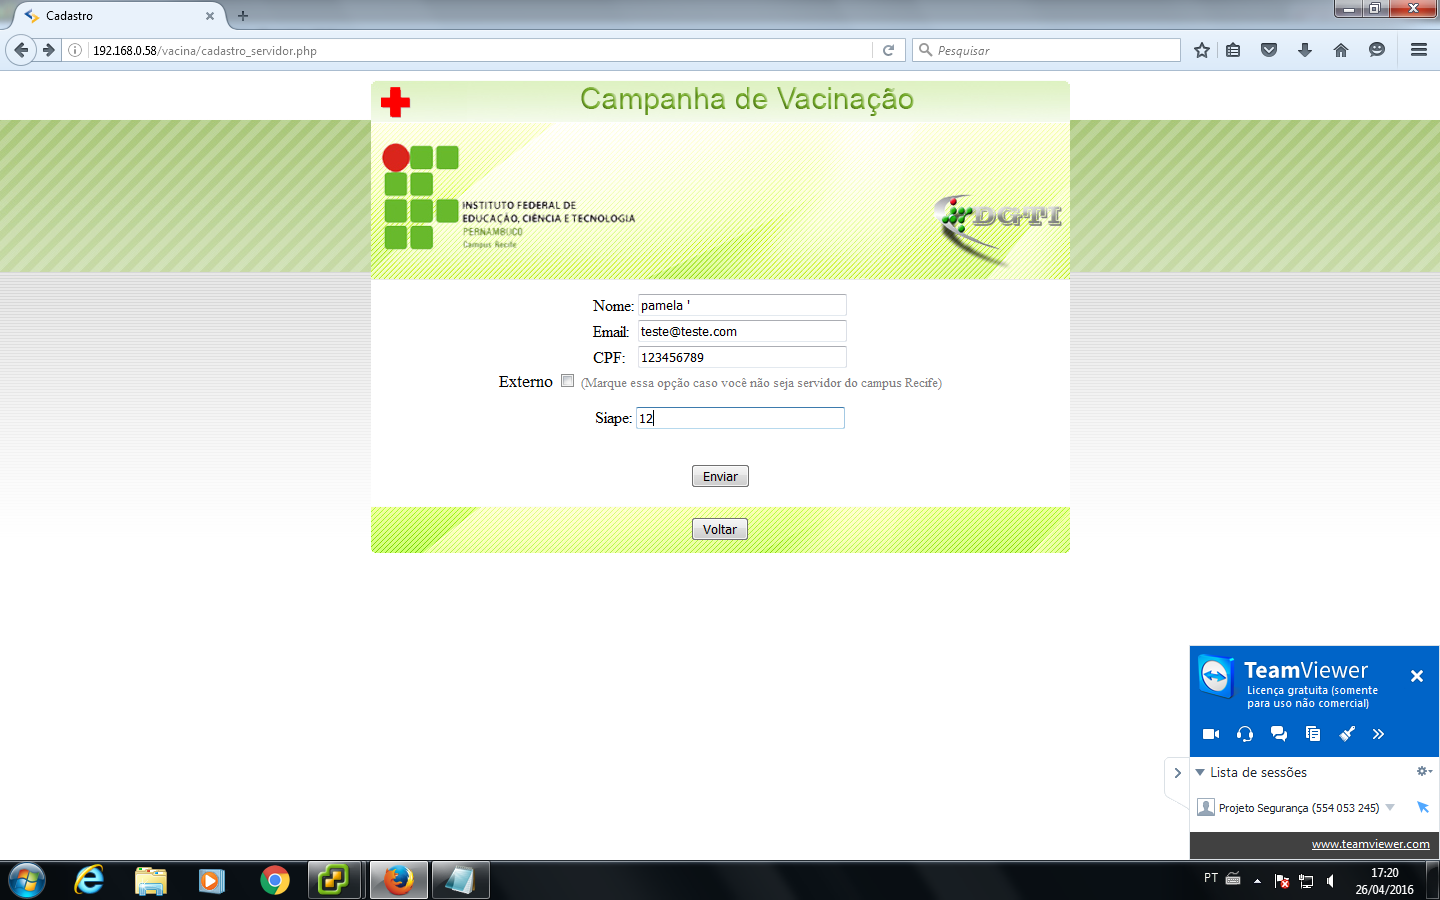 Cadastro
192.168.0.58/vacina/cadastro_servidor.php
Pesquisar
Campanha de Vacinação
INSTITUTO FEDERAL DE
EDUCAÇÃO, CIÊNCIA E TECNOLOGIA
PERNAMBUCO
Campus Recife
DGTI
Nome: pamela '
Email: teste@teste.com
CPF: 123456789
Externo (Marque essa opção caso você não seja servidor do campus Recife)
Siape: 12
Enviar
Voltar
TeamViewer
Licença gratuita (somente
para uso não comercial)
Lista de sessões
Projeto Segurança (554 053 245)
www.teamviewer.com
PT
17:20
26/04/2016